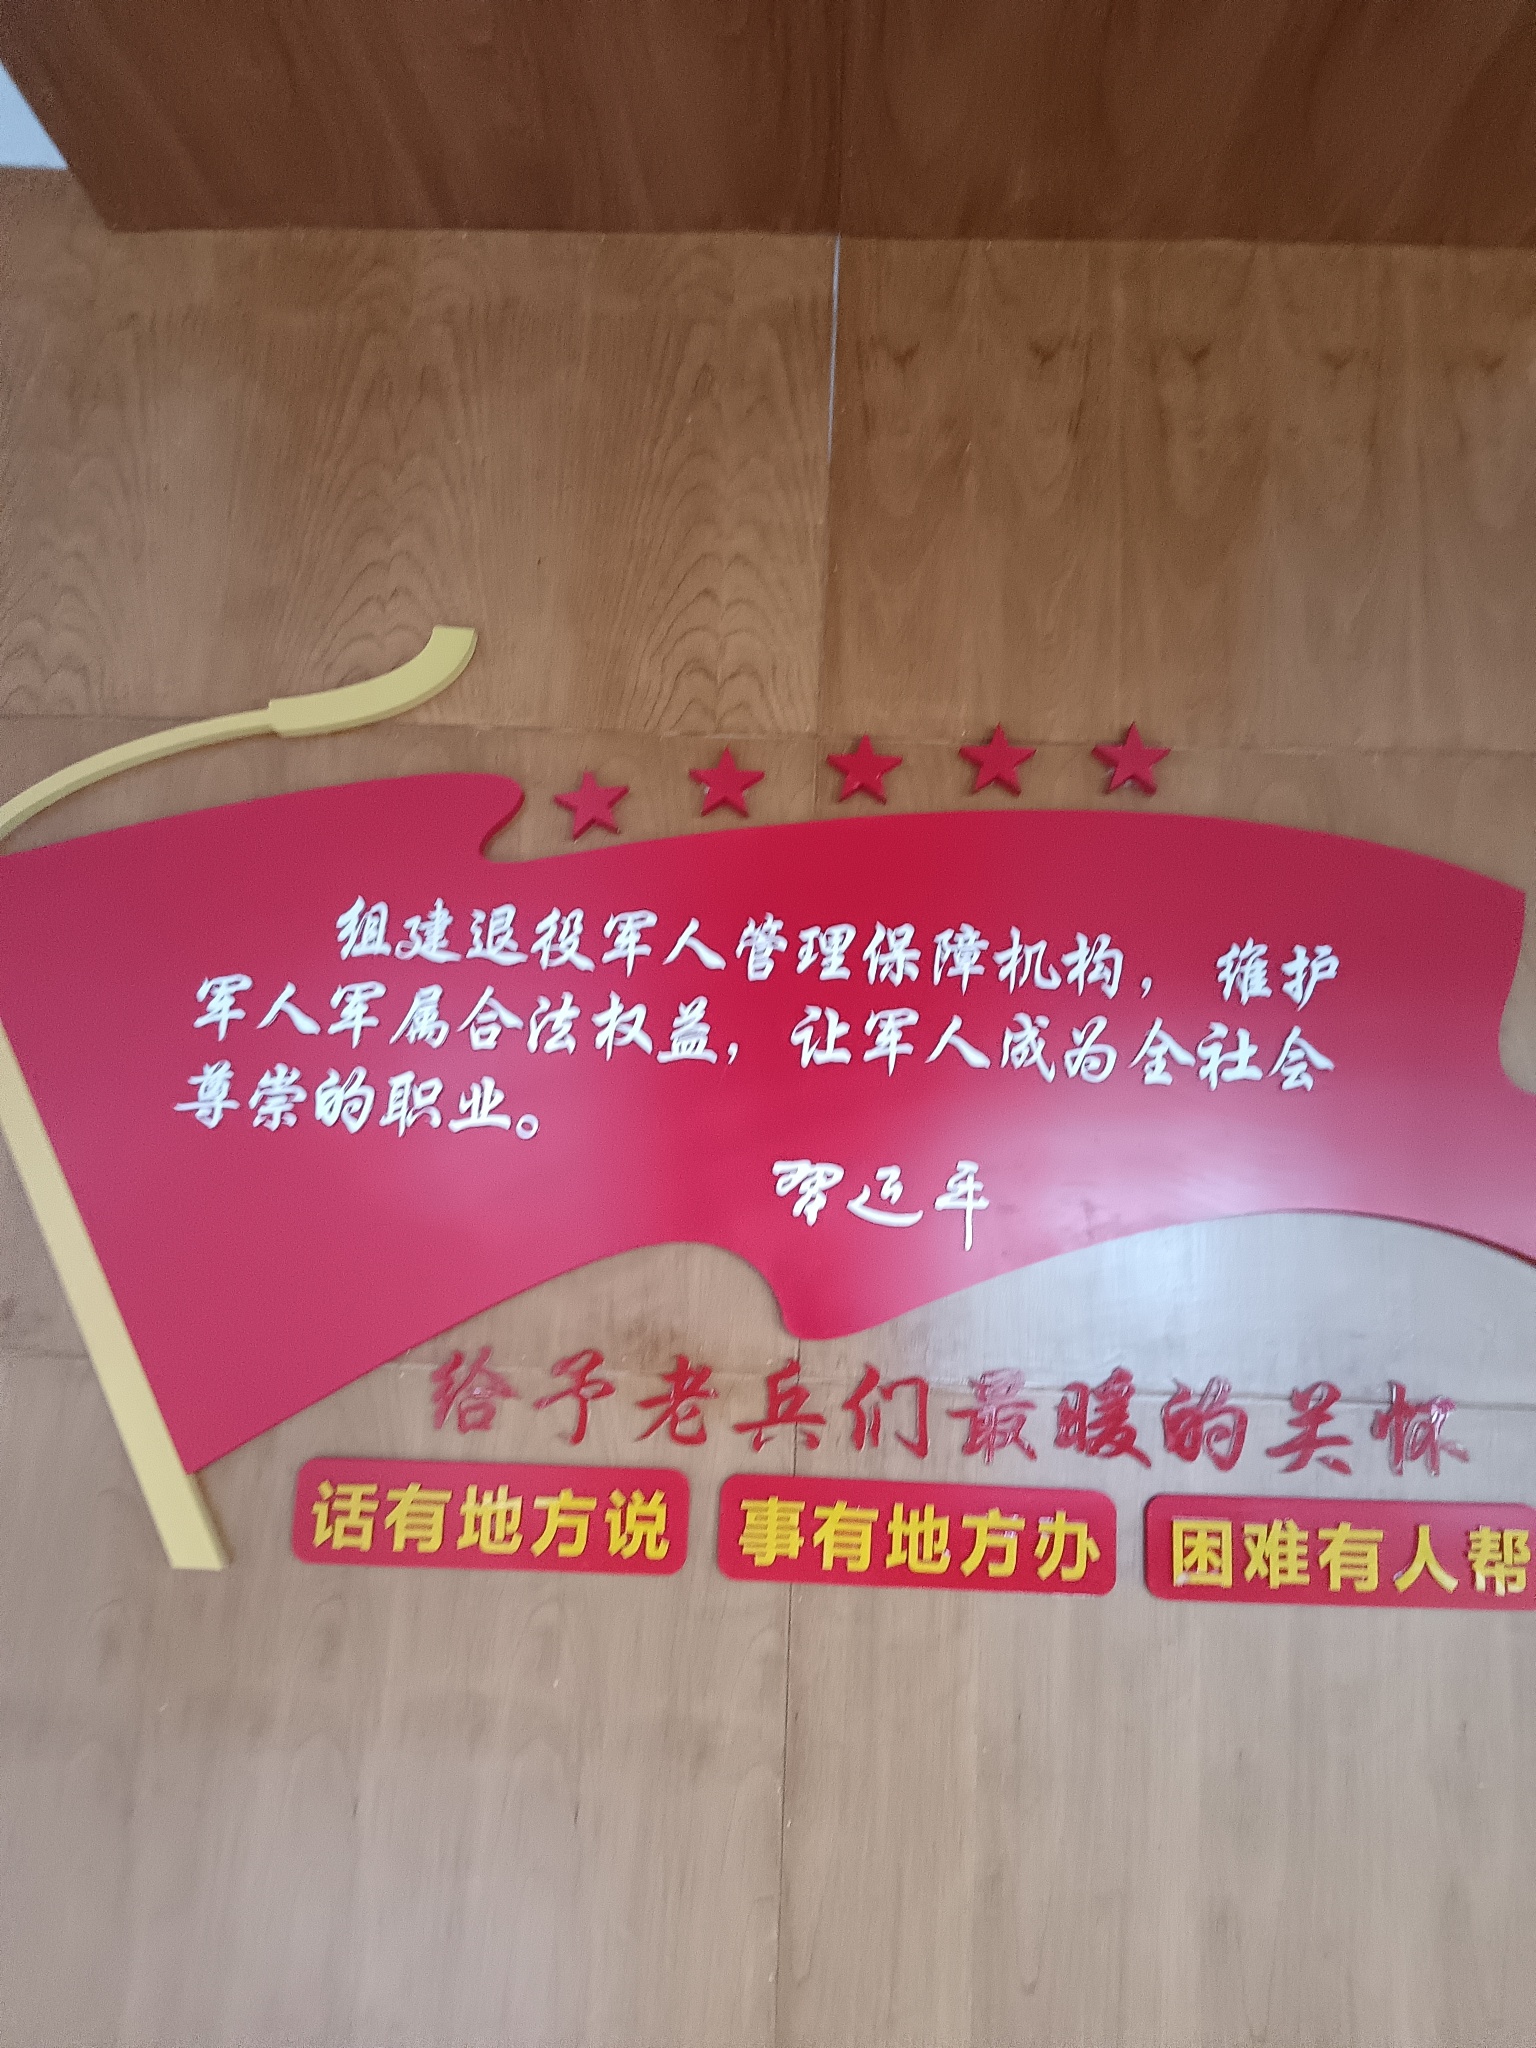 组建退役军人管理保障机构，维护
军人军属合法权益，让军人成为全社会
尊崇的职业。
习近平
给予老兵们最暖的关怀
话有地方说
事有地方办
困难有人帮